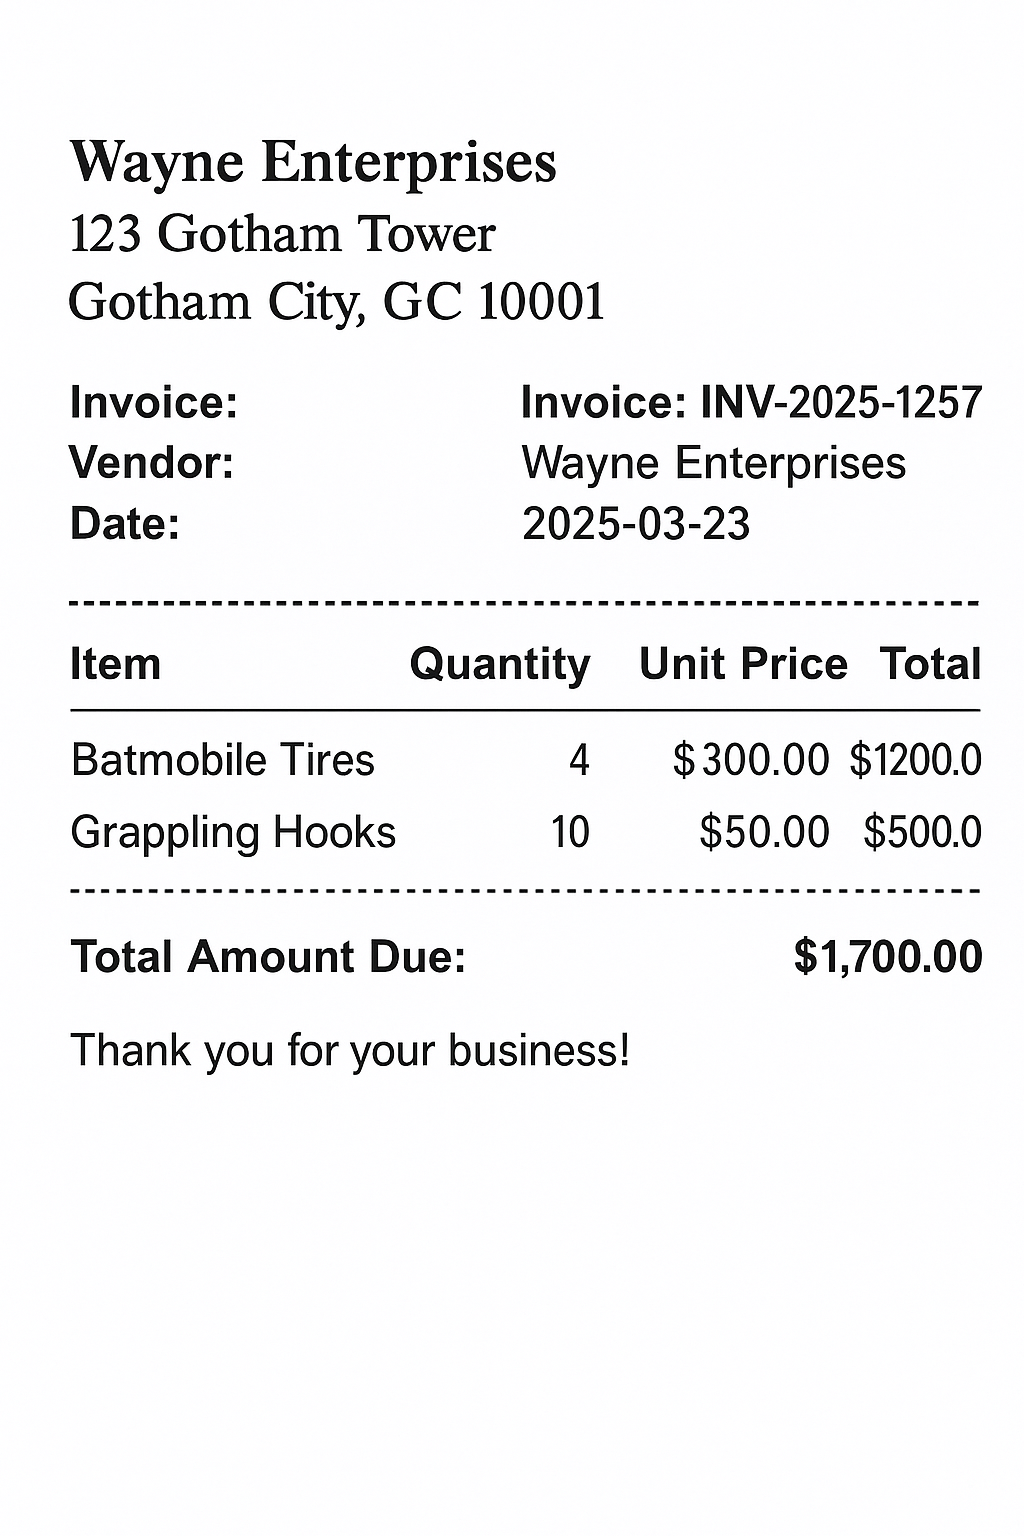 Wayne Enterprises
123 Gotham Tower
Gotham City, GC 10001
Invoice: Invoice: INV-2025-1257
Vendor: Wayne Enterprises
Date: 2025-03-23
Item Quantity Unit Price Total
Batmobile Tires 4 $300.00 $1200.0
Grappling Hooks 10 $50.00 $500.0
Total Amount Due: $1,700.00
Thank you for your business!